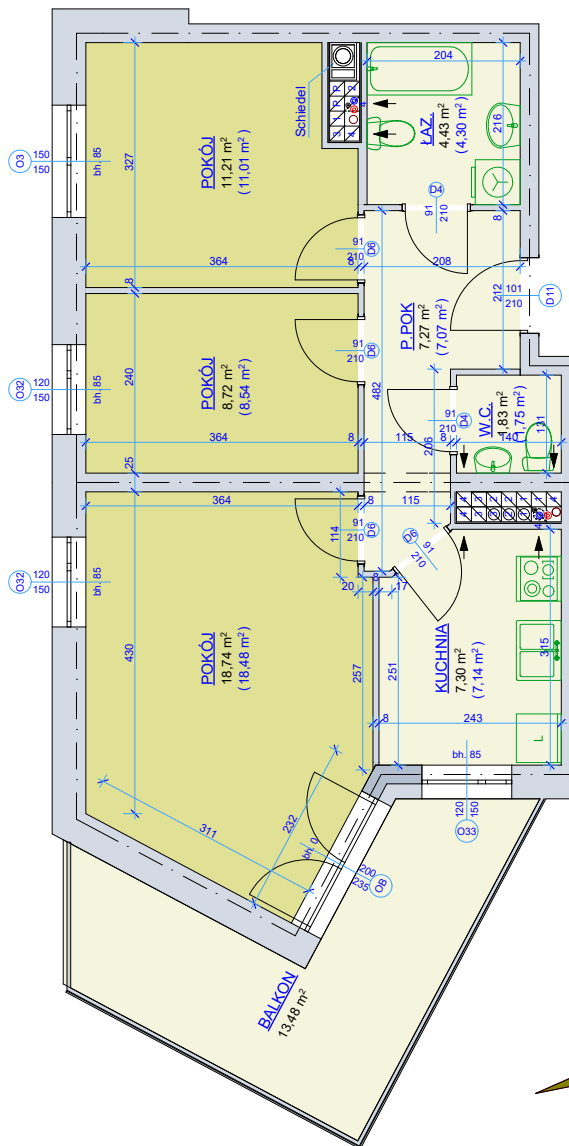 Schiedel
204
ŁAZ.
4,43 m²
(4,30 m²)
216
POKÓJ
11,21 m²
(11,01 m²)
327
O3
150
150
bh. 85
D4
91
210
8
364
8
91
210
D6
208
212
101
210
D11
P.POK
7,27 m²
(7,07 m²)
8
POKÓJ
8,72 m²
(8,54 m²)
240
O32
120
150
bh. 85
91
210
D6
482
206
91
210
D4
W.C.
1,83 m²
(1,75 m²)
131
364
8
115
8
140
25
364
8
115
91
210
D6
114
D6
91
210
20
8
17
POKÓJ
18,74 m²
(18,48 m²)
430
O32
120
150
bh. 85
257
251
KUCHNIA
7,30 m²
(7,14 m²)
315
8
243
L
bh. 85
120
150
O33
311
232
bh. 0
200
235
OB
BALKON
13,48 m²